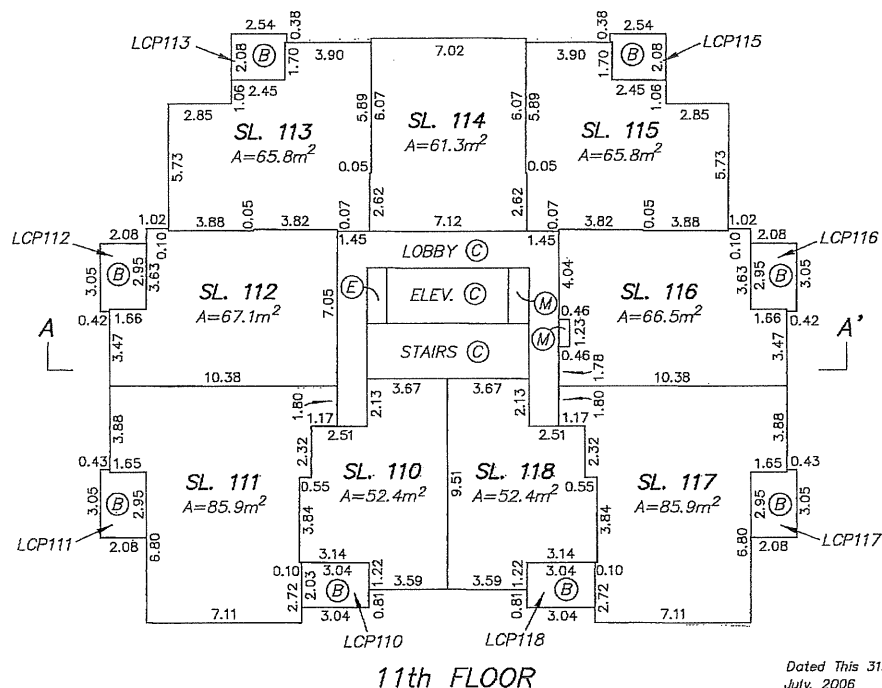 2.54 0.38 0.38 2.54
LCP113 B 2.08 1.70 3.90 7.02 3.90 1.70 B 2.08 LCP115
1.06 2.45 2.45 1.06
2.85 5.89 6.07 6.07 5.89 2.85
SL. 113 SL. 114 SL. 115
A=65.8m² A=61.3m² A=65.8m²
5.73 0.05 0.05 5.73
2.62 2.62
LCP112 2.08 1.02 0.10 3.88 0.05 3.82 0.07 7.12 0.07 3.82 0.05 3.88 1.02 0.10 2.08 LCP116
1.45 LOBBY C 1.45
3.05 B 2.95 3.63 4.04 3.63 2.95 B 3.05
SL. 112 7.05 E ELEV. C M SL. 116
A=67.1m² A=66.5m²
A 0.42 1.66 0.46 1.66 0.42 A'
M 1.23
3.47 STAIRS C 0.46 3.47
1.78
10.38 3.67 3.67 10.38
1.80 2.13 2.13 1.80
3.88 1.17 2.51 2.51 1.17 3.88
0.43 1.65 2.32 2.32 1.65 0.43
SL. 111 SL. 110 9.51 SL. 118 SL. 117
A=85.9m² 0.55 A=52.4m² A=52.4m² 0.55 A=85.9m²
3.05 B 2.95 2.95 B 3.05
LCP111 2.08 6.80 3.84 3.84 6.80 2.08 LCP117
3.14 3.14
0.10 3.04 1.22 1.22 3.04 0.10
2.72 2.03 B 3.59 3.59 B 2.72
3.04 0.81 0.81 3.04
7.11 LCP110 LCP118 7.11
11th FLOOR
Dated This 31
July, 2006